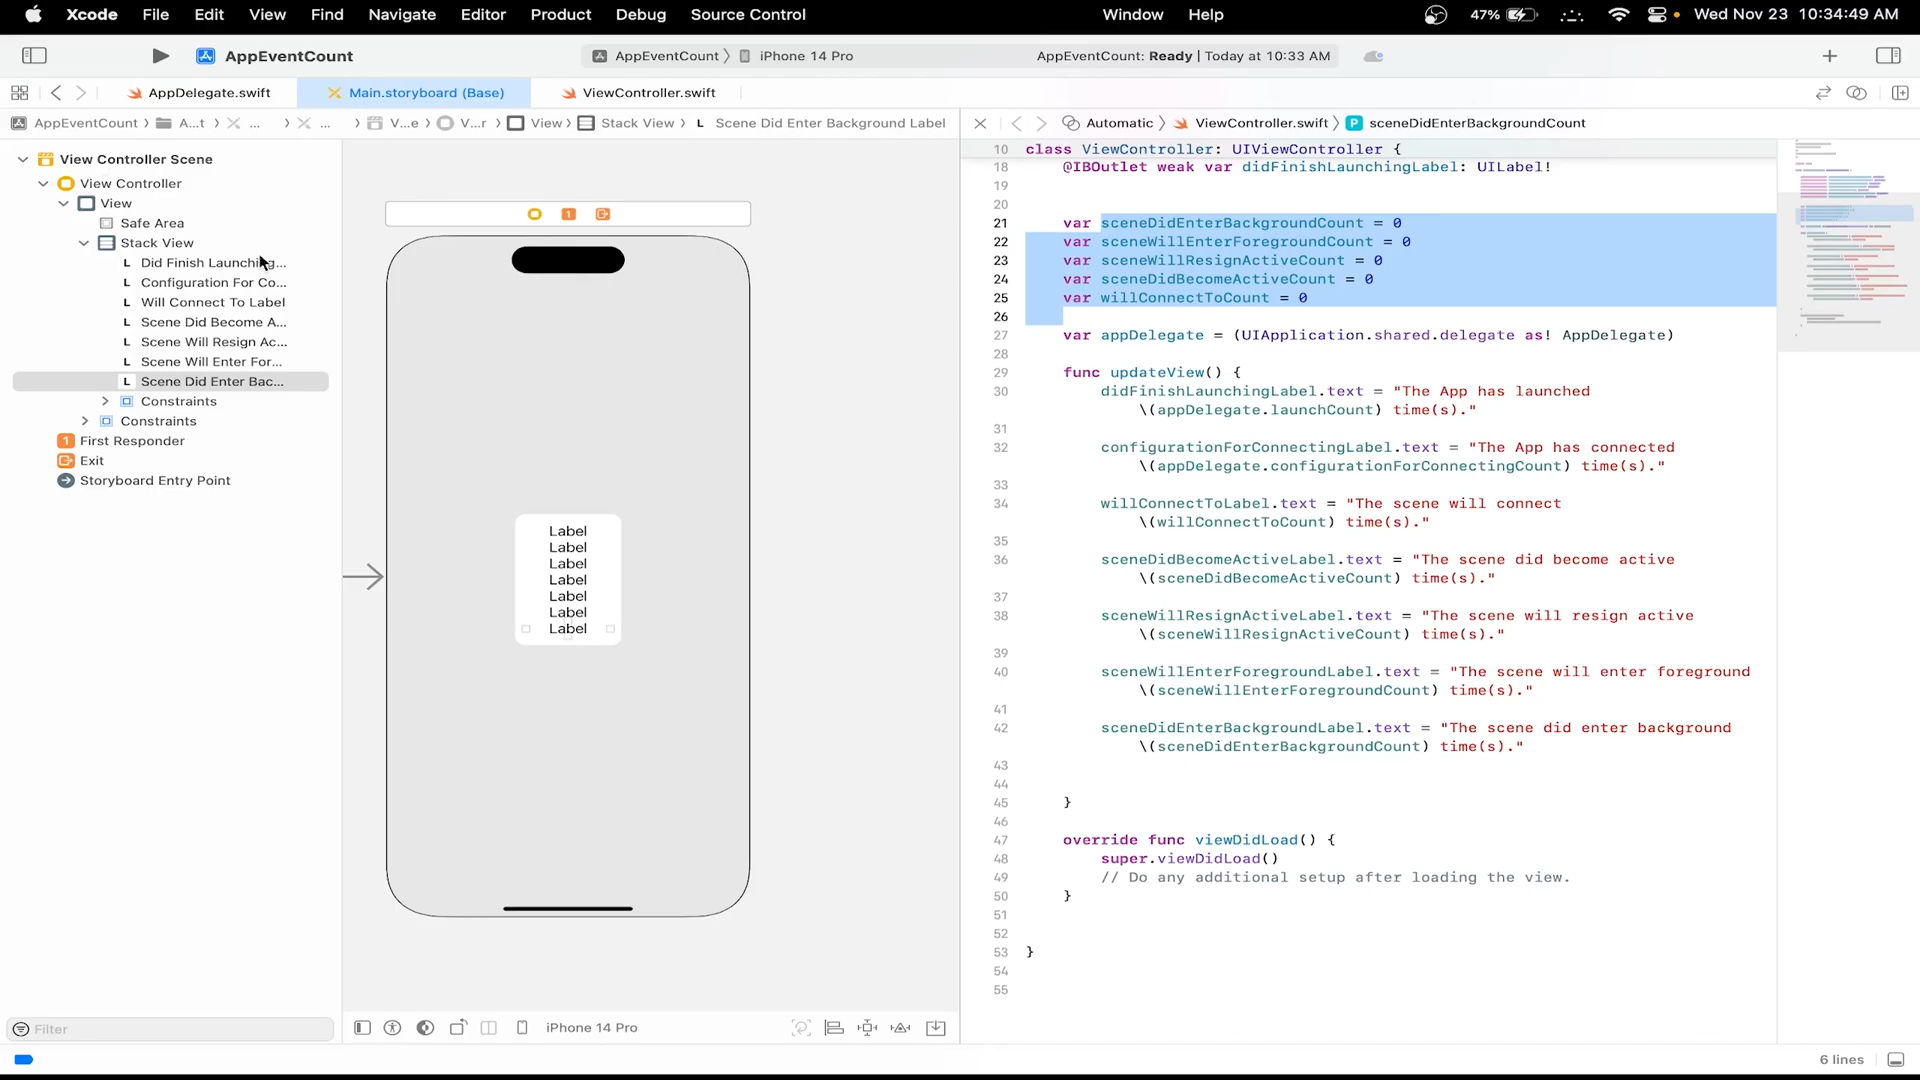 Xcode File Edit View Find Navigate Editor Product Debug Source Control Window Help 47% Wed Nov 23 10:34:49 AM
AppEventCount AppEventCount 〉 iPhone 14 Pro AppEventCount: Ready | Today at 10:33 AM
AppDelegate.swift Main.storyboard (Base) ViewController.swift
AppEventCount 〉 A...t 〉 ... 〉 ... 〉 V...e 〉 V...r 〉 View 〉 Stack View 〉 L Scene Did Enter Background Label
Automatic 〉 ViewController.swift 〉 P sceneDidEnterBackgroundCount
View Controller Scene
View Controller
View
Safe Area
Stack View
L Did Finish Launching...
L Configuration For Co...
L Will Connect To Label
L Scene Did Become A...
L Scene Will Resign Ac...
L Scene Will Enter For...
L Scene Did Enter Bac...
Constraints
Constraints
1 First Responder
Exit
Storyboard Entry Point
Filter
1
Label
Label
Label
Label
Label
Label
Label
iPhone 14 Pro
10 class ViewController: UIViewController {
18 @IBOutlet weak var didFinishLaunchingLabel: UILabel!
19
20
21 var sceneDidEnterBackgroundCount = 0
22 var sceneWillEnterForegroundCount = 0
23 var sceneWillResignActiveCount = 0
24 var sceneDidBecomeActiveCount = 0
25 var willConnectToCount = 0
26
27 var appDelegate = (UIApplication.shared.delegate as! AppDelegate)
28
29 func updateView() {
30 didFinishLaunchingLabel.text = "The App has launched
\(appDelegate.launchCount) time(s)."
31
32 configurationForConnectingLabel.text = "The App has connected
\(appDelegate.configurationForConnectingCount) time(s)."
33
34 willConnectToLabel.text = "The scene will connect
\(willConnectToCount) time(s)."
35
36 sceneDidBecomeActiveLabel.text = "The scene did become active
\(sceneDidBecomeActiveCount) time(s)."
37
38 sceneWillResignActiveLabel.text = "The scene will resign active
\(sceneWillResignActiveCount) time(s)."
39
40 sceneWillEnterForegroundLabel.text = "The scene will enter foreground
\(sceneWillEnterForegroundCount) time(s)."
41
42 sceneDidEnterBackgroundLabel.text = "The scene did enter background
\(sceneDidEnterBackgroundCount) time(s)."
43
44
45 }
46
47 override func viewDidLoad() {
48 super.viewDidLoad()
49 // Do any additional setup after loading the view.
50 }
51
52
53 }
54
55
6 lines